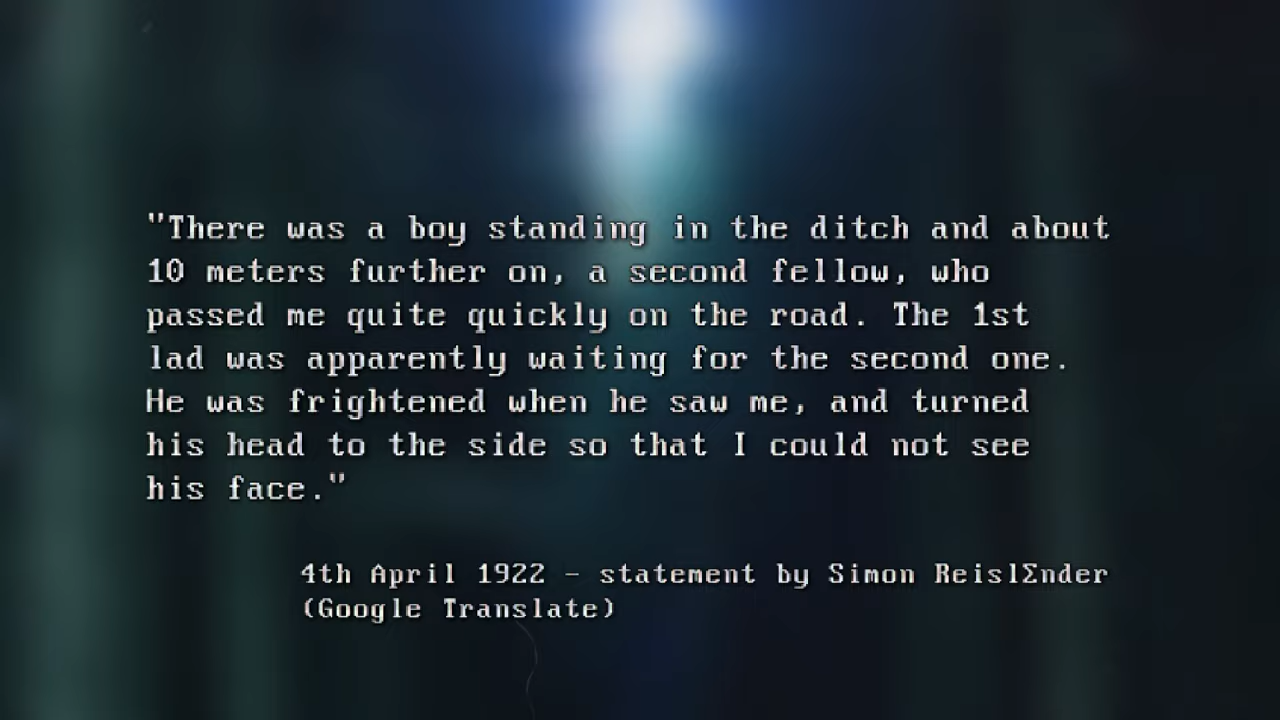 "There was a boy standing in the ditch and about
10 meters further on, a second fellow, who
passed me quite quickly on the road. The 1st
lad was apparently waiting for the second one.
He was frightened when he saw me, and turned
his head to the side so that I could not see
his face."
4th April 1922 – statement by Simon ReislΣnder
(Google Translate)